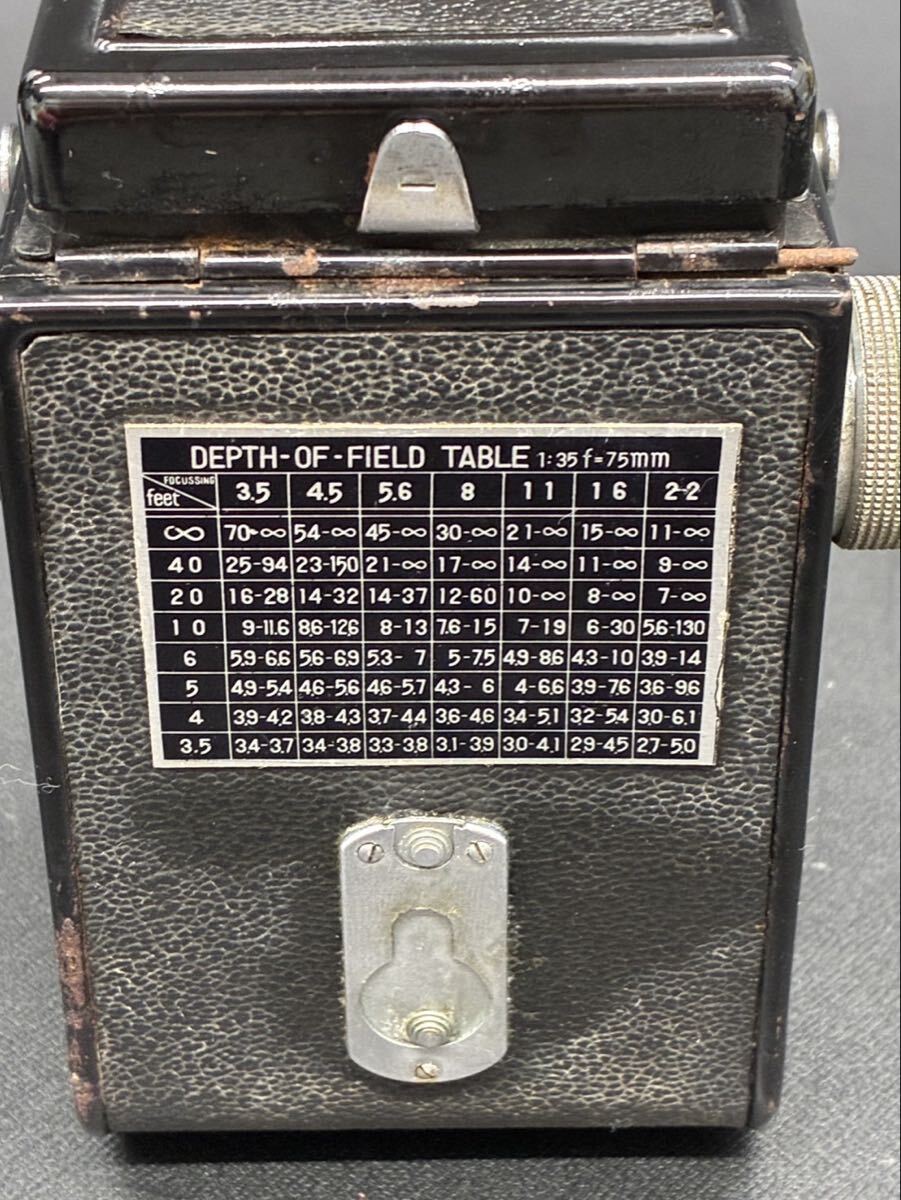 DEPTH-OF-FIELD TABLE 1:35 f=75mm
FOCUSSING
feet 3.5 4.5 5.6 8 11 16 22
∞ 70-∞ 54-∞ 45-∞ 30-∞ 21-∞ 15-∞ 11-∞
40 25-94 23-150 21-∞ 17-∞ 14-∞ 11-∞ 9-∞
20 16-28 14-32 14-37 12-60 10-∞ 8-∞ 7-∞
10 9-11.6 8.6-12.6 8-13 7.6-15 7-19 6-30 5.6-130
6 5.9-6.6 5.6-6.9 5.3-7 5-7.5 4.9-8.6 4.3-10 3.9-14
5 4.9-5.4 4.6-5.6 4.6-5.7 4.3-6 4-6.6 3.9-7.6 3.6-9.6
4 3.9-4.2 3.8-4.3 3.7-4.4 3.6-4.6 3.4-5.1 3.2-5.4 3.0-6.1
3.5 3.4-3.7 3.4-3.8 3.3-3.8 3.1-3.9 3.0-4.1 2.9-4.5 2.7-5.0